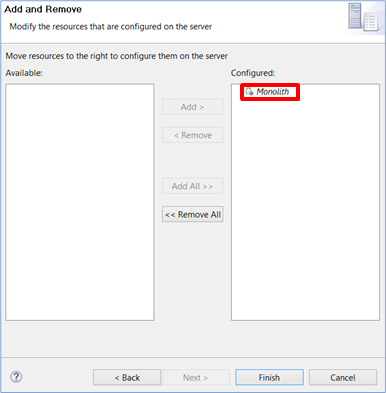 Add and Remove
Modify the resources that are configured on the server
Move resources to the right to configure them on the server
Available:
Configured:
Monolith
Add >
< Remove
Add All >>
<< Remove All
?
< Back
Next >
Finish
Cancel